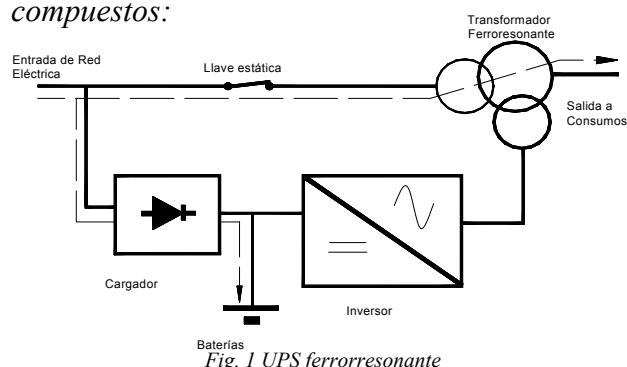 compuestos:
Transformador
Ferroresonante
Entrada de Red
Eléctrica
Llave estática
Salida a
Consumos
Cargador
Inversor
Baterías
Fig. 1 UPS ferrorresonante